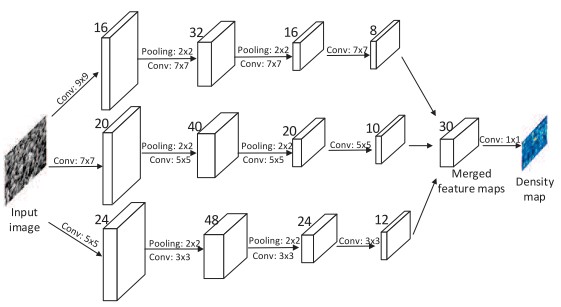 16
32
16
8
Conv: 9x9
Pooling: 2x2
Conv: 7x7
Pooling: 2x2
Conv: 7x7
Conv: 7x7
20
40
20
10
30
Conv: 7x7
Pooling: 2x2
Conv: 5x5
Pooling: 2x2
Conv: 5x5
Conv: 5x5
Conv: 1x1
Merged
feature maps
Density
map
Input
image
24
48
24
12
Conv: 5x5
Pooling: 2x2
Conv: 3x3
Pooling: 2x2
Conv: 3x3
Conv: 3x3